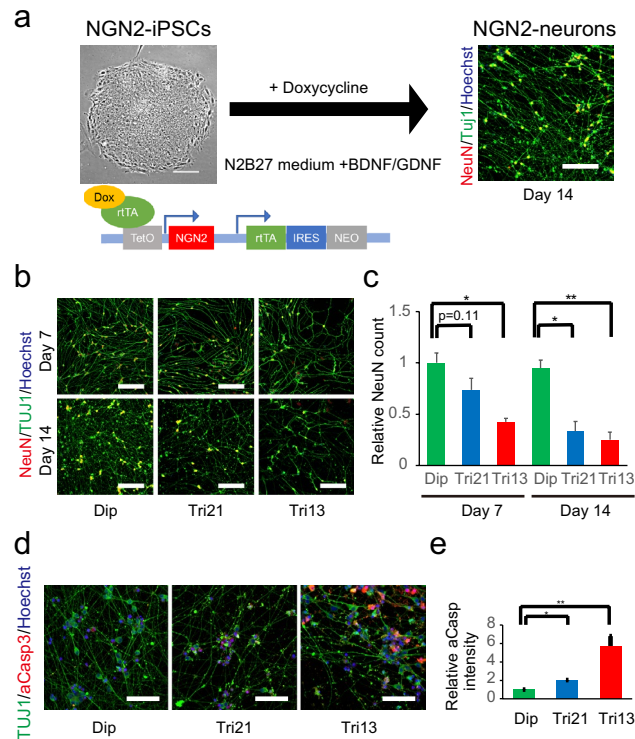 a
NGN2-iPSCs
NGN2-neurons
+ Doxycycline
N2B27 medium +BDNF/GDNF
NeuN/Tuj1/Hoechst
Day 14
Dox
rtTA
TetO
NGN2
rtTA
IRES
NEO
b
NeuN/TUJ1/Hoechst
Day 7
Day 14
Dip
Tri21
Tri13
c
Relative NeuN count
1.5
1
0.5
0
*
p=0.11
**
*
Dip Tri21 Tri13 Dip Tri21 Tri13
Day 7
Day 14
d
TUJ1/aCasp3/Hoechst
Dip
Tri21
Tri13
e
Relative aCasp
intensity
8
6
4
2
0
**
*
Dip Tri21 Tri13